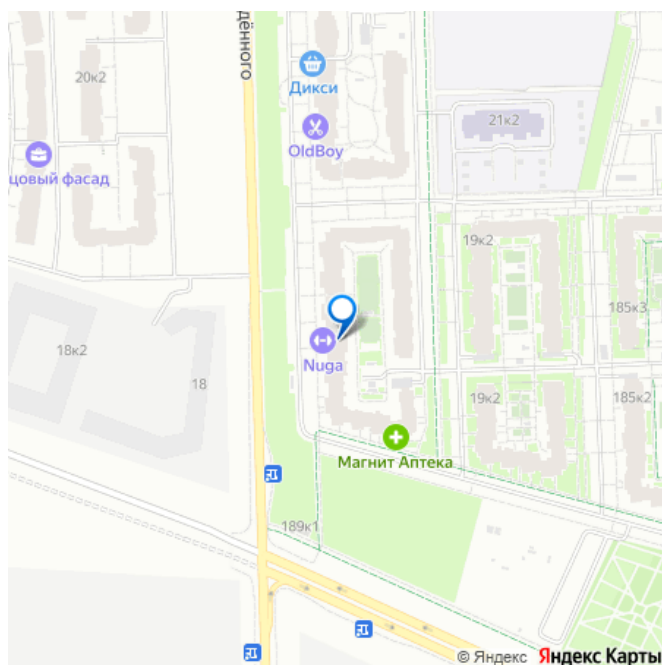 дённого
20к2
Дикси
21к2
OldBoy
цовый фасад
19к2
185к3
18к2
Nuga
18
19к2
185к2
Магнит Аптека
189к1
© Яндекс Яндекс Карты